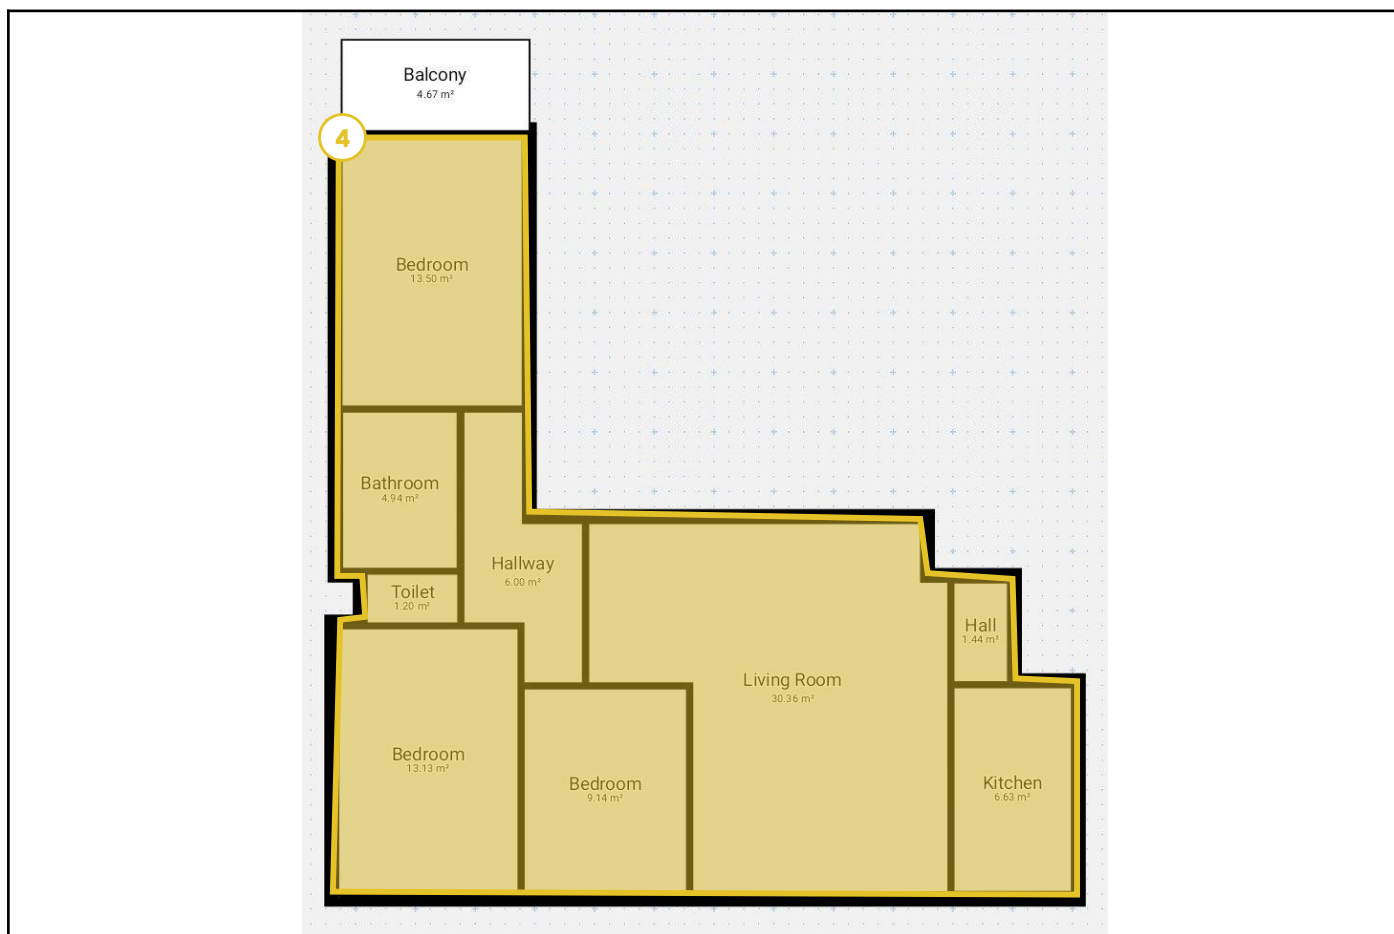 Balcony
4.67 m²
4
Bedroom
13.50 m²
Bathroom
4.94 m²
Hallway
6.00 m²
Toilet
1.20 m²
Hall
1.44 m²
Living Room
30.36 m²
Bedroom
13.13 m²
Bedroom
9.14 m²
Kitchen
6.63 m²